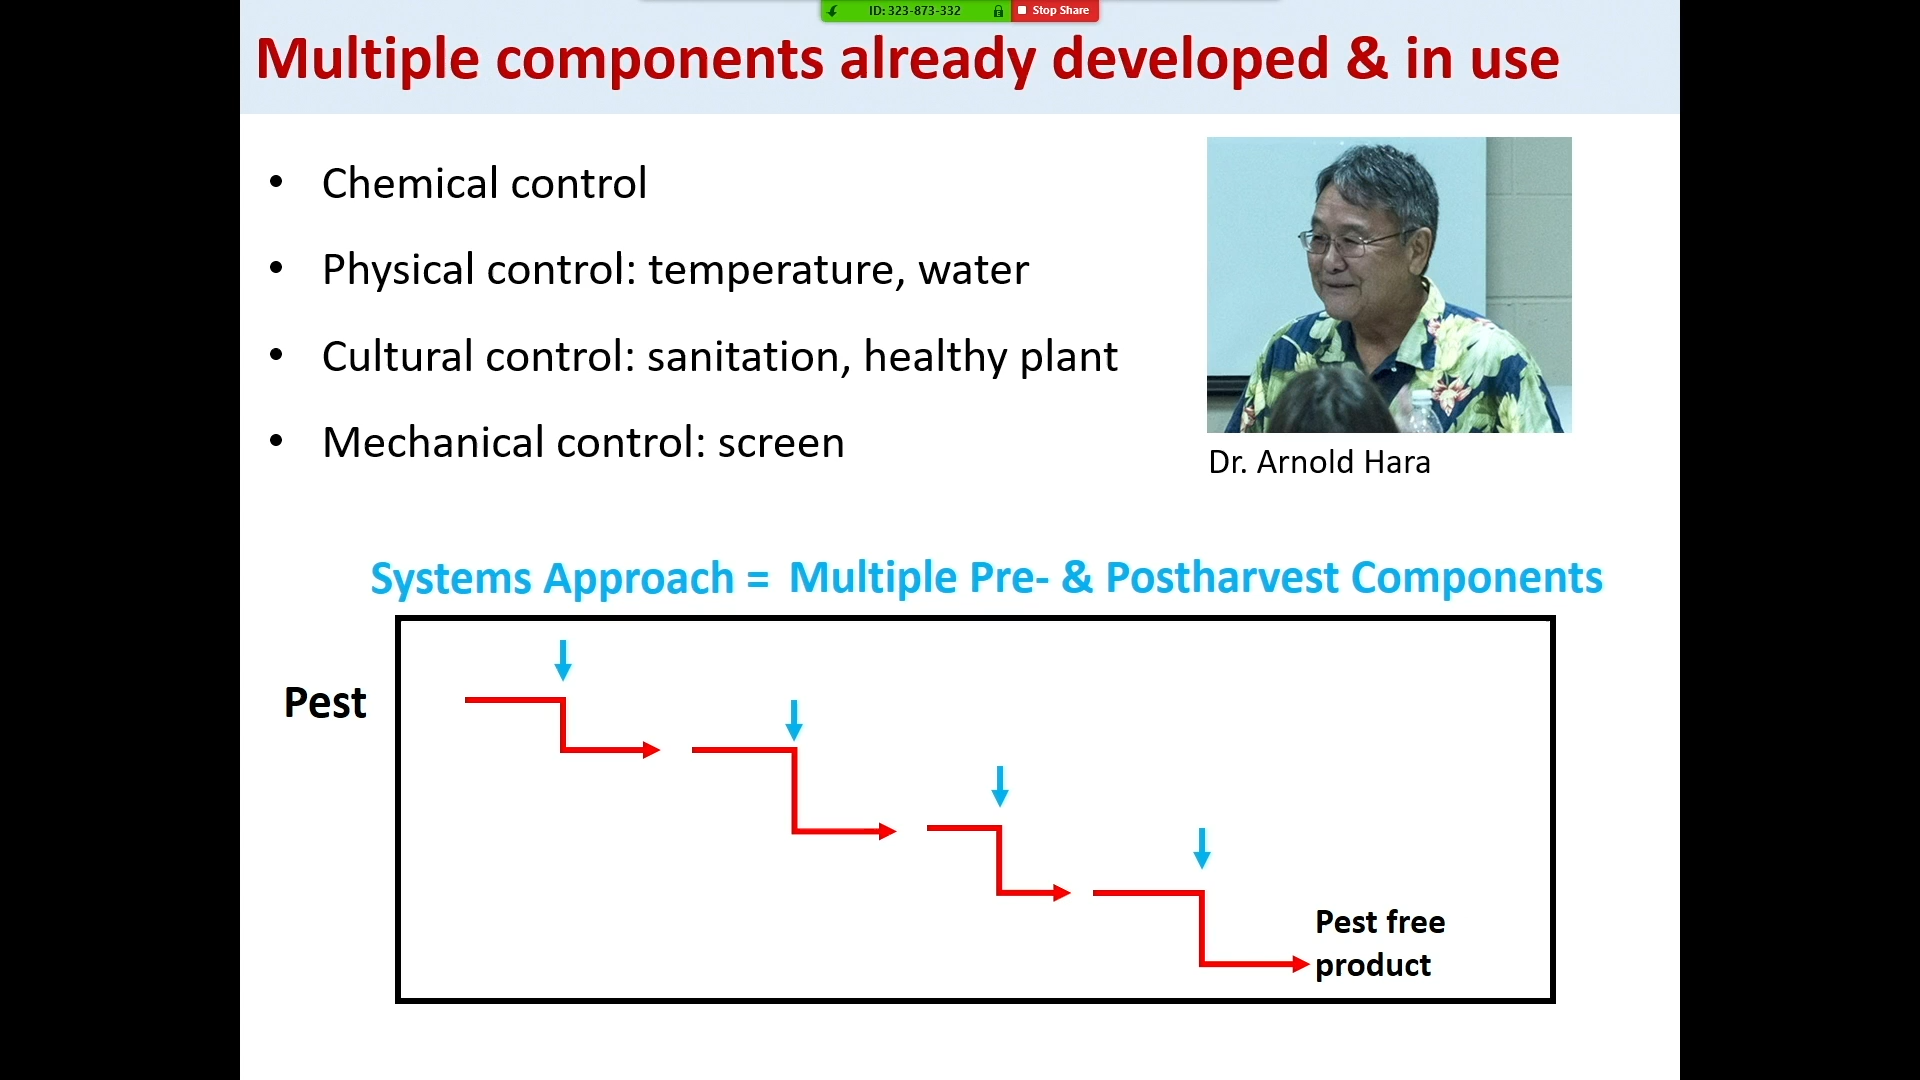 ID: 323-873-332
Stop Share
Multiple components already developed & in use
• Chemical control
• Physical control: temperature, water
• Cultural control: sanitation, healthy plant
• Mechanical control: screen
Dr. Arnold Hara
Systems Approach = Multiple Pre- & Postharvest Components
Pest
Pest free
product